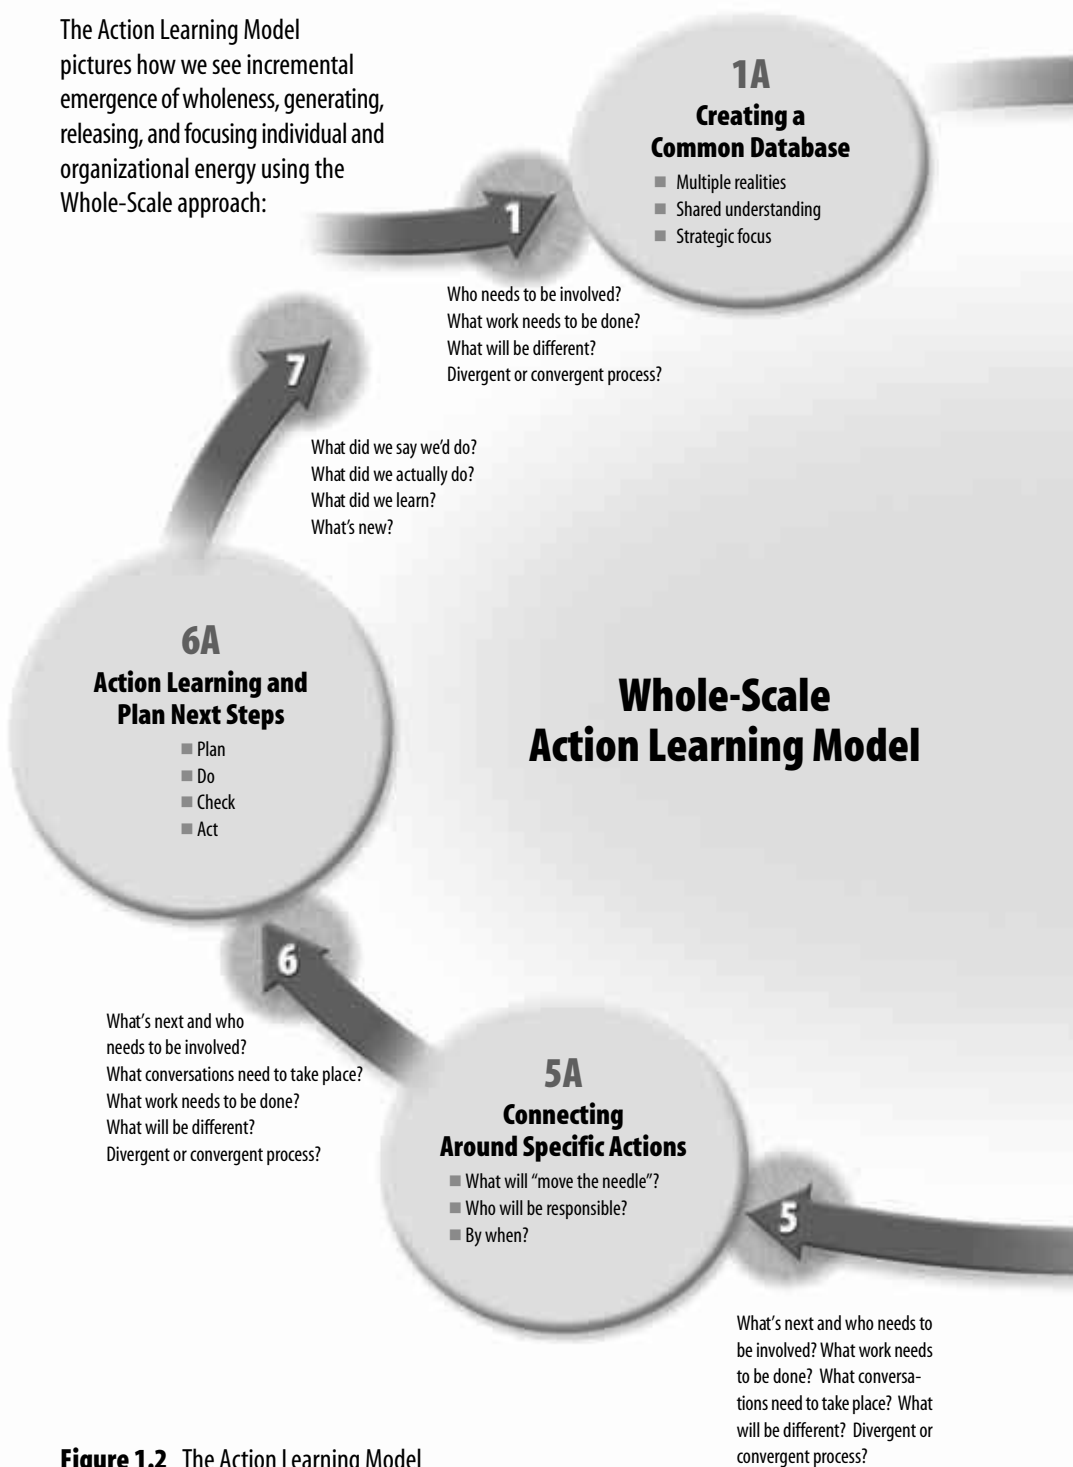 The Action Learning Model
pictures how we see incremental
emergence of wholeness, generating,
releasing, and focusing individual and
organizational energy using the
Whole-Scale approach:
1A
Creating a
Common Database
■ Multiple realities
■ Shared understanding
■ Strategic focus
1
Who needs to be involved?
What work needs to be done?
What will be different?
Divergent or convergent process?
7
What did we say we'd do?
What did we actually do?
What did we learn?
What's new?
6A
Action Learning and
Plan Next Steps
■ Plan
■ Do
■ Check
■ Act
Whole-Scale
Action Learning Model
6
What's next and who
needs to be involved?
What conversations need to take place?
What work needs to be done?
What will be different?
Divergent or convergent process?
5A
Connecting
Around Specific Actions
■ What will “move the needle”?
■ Who will be responsible?
■ By when?
5
What's next and who needs to
be involved? What work needs
to be done? What conversa-
tions need to take place? What
will be different? Divergent or
convergent process?
Figure 1.2 The Action Learning Model